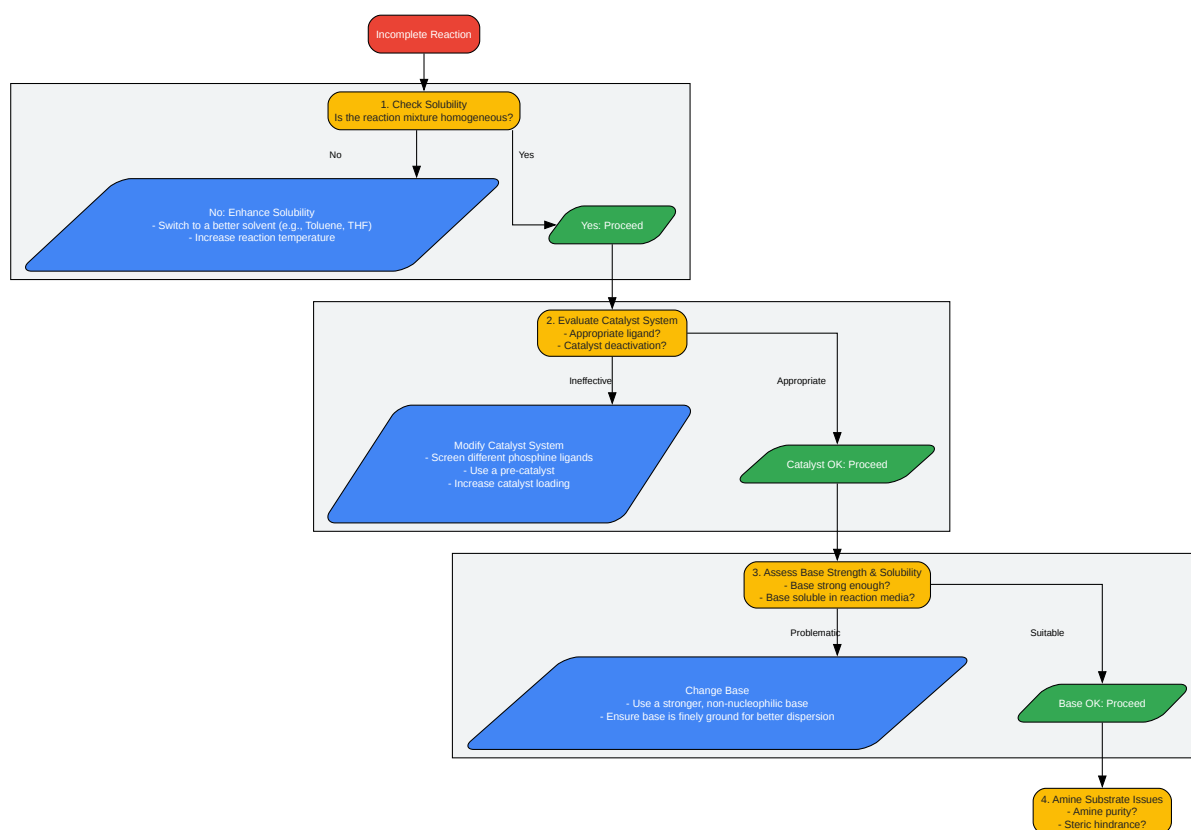 Incomplete Reaction
1. Check Solubility
Is the reaction mixture homogeneous?
No
Yes
No: Enhance Solubility
- Switch to a better solvent (e.g., Toluene, THF)
- Increase reaction temperature
Yes: Proceed
2. Evaluate Catalyst System
- Appropriate ligand?
- Catalyst deactivation?
Ineffective
Appropriate
Modify Catalyst System
- Screen different phosphine ligands
- Use a pre-catalyst
- Increase catalyst loading
Catalyst OK: Proceed
3. Assess Base Strength & Solubility
- Base strong enough?
- Base soluble in reaction media?
Problematic
Suitable
Change Base
- Use a stronger, non-nucleophilic base
- Ensure base is finely ground for better dispersion
Base OK: Proceed
4. Amine Substrate Issues
- Amine purity?
- Steric hindrance?